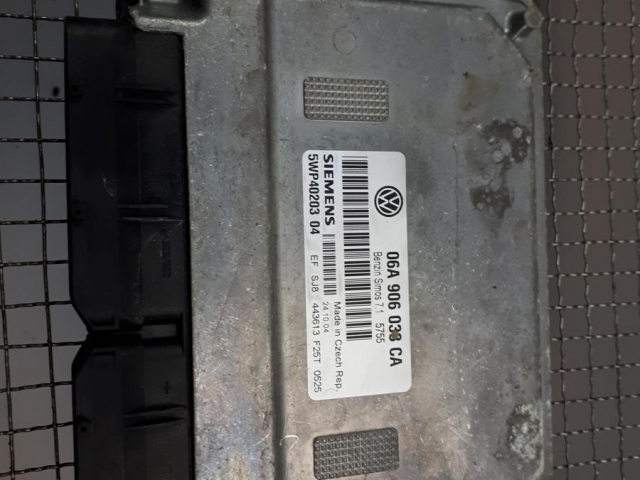 06A 906 033 CA
Benzin Simos 7.1 5755
Made in Czech Rep.
24.10.04
SIEMENS
5WP40203 04 EF SJ8 443613 F25T 0525